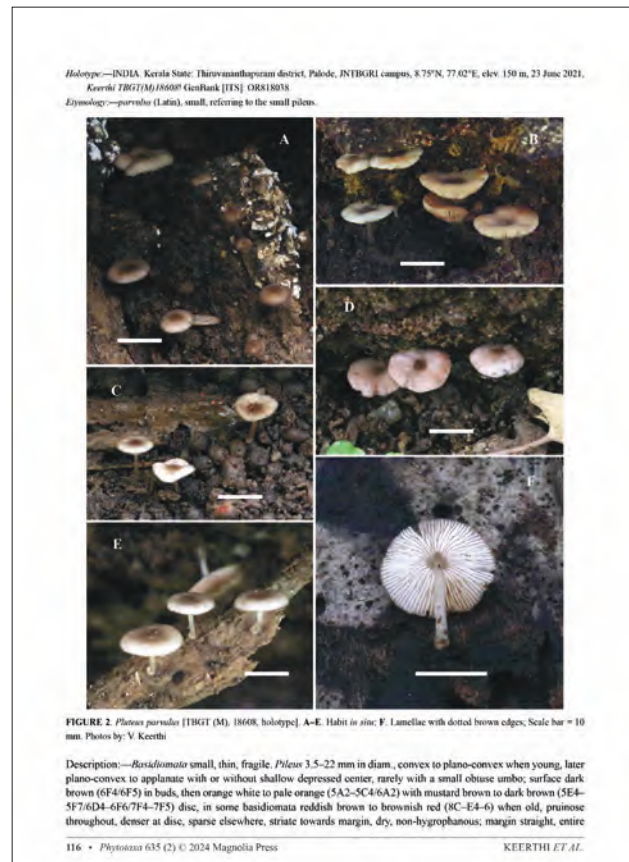 Holotype:—INDIA. Kerala State: Thiruvananthapuram district, Palode, JNTBGRI campus, 8.75°N, 77.02°E, elev. 150 m, 23 June 2021,
Keerthi TBGT(M)18608! GenBank [ITS]: OR818038.
Etymology:—parvulus (Latin), small, referring to the small pileus.
A
B
D
C
F
E
FIGURE 2. Pluteus parvulus [TBGT (M). 18608, holotype]. A–E. Habit in situ; F. Lamellae with dotted brown edges; Scale bar = 10
mm. Photos by: V. Keerthi
Description:—Basidiomata small, thin, fragile. Pileus 3.5–22 mm in diam., convex to plano-convex when young, later
plano-convex to applanate with or without shallow depressed center, rarely with a small obtuse umbo; surface dark
brown (6F4/6F5) in buds, then orange white to pale orange (5A2–5C4/6A2) with mustard brown to dark brown (5E4–
5F7/6D4–6F6/7F4–7F5) disc, in some basidiomata reddish brown to brownish red (8C–E4–6) when old, pruinose
throughout, denser at disc, sparse elsewhere, striate towards margin, dry, non-hygrophanous; margin straight, entire
116 • Phytotaxa 635 (2) © 2024 Magnolia Press
KEERTHI ET AL.